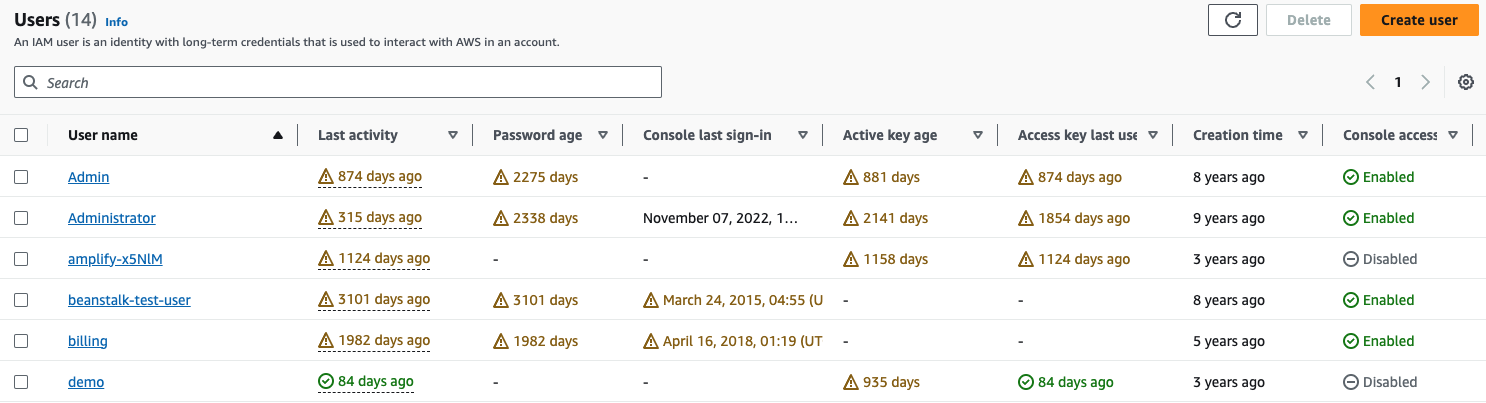 Users (14) Info
Delete
Create user
An IAM user is an identity with long-term credentials that is used to interact with AWS in an account.
Search
1
User name Last activity Password age Console last sign-in Active key age Access key last use Creation time Console access
Admin 874 days ago 2275 days - 881 days 874 days ago 8 years ago Enabled
Administrator 315 days ago 2338 days November 07, 2022, 1... 2141 days 1854 days ago 9 years ago Enabled
amplify-x5NlM 1124 days ago - - 1158 days 1124 days ago 3 years ago Disabled
beanstalk-test-user 3101 days ago 3101 days March 24, 2015, 04:55 (U - - 8 years ago Enabled
billing 1982 days ago 1982 days April 16, 2018, 01:19 (UT - - 5 years ago Enabled
demo 84 days ago - - 935 days 84 days ago 3 years ago Disabled